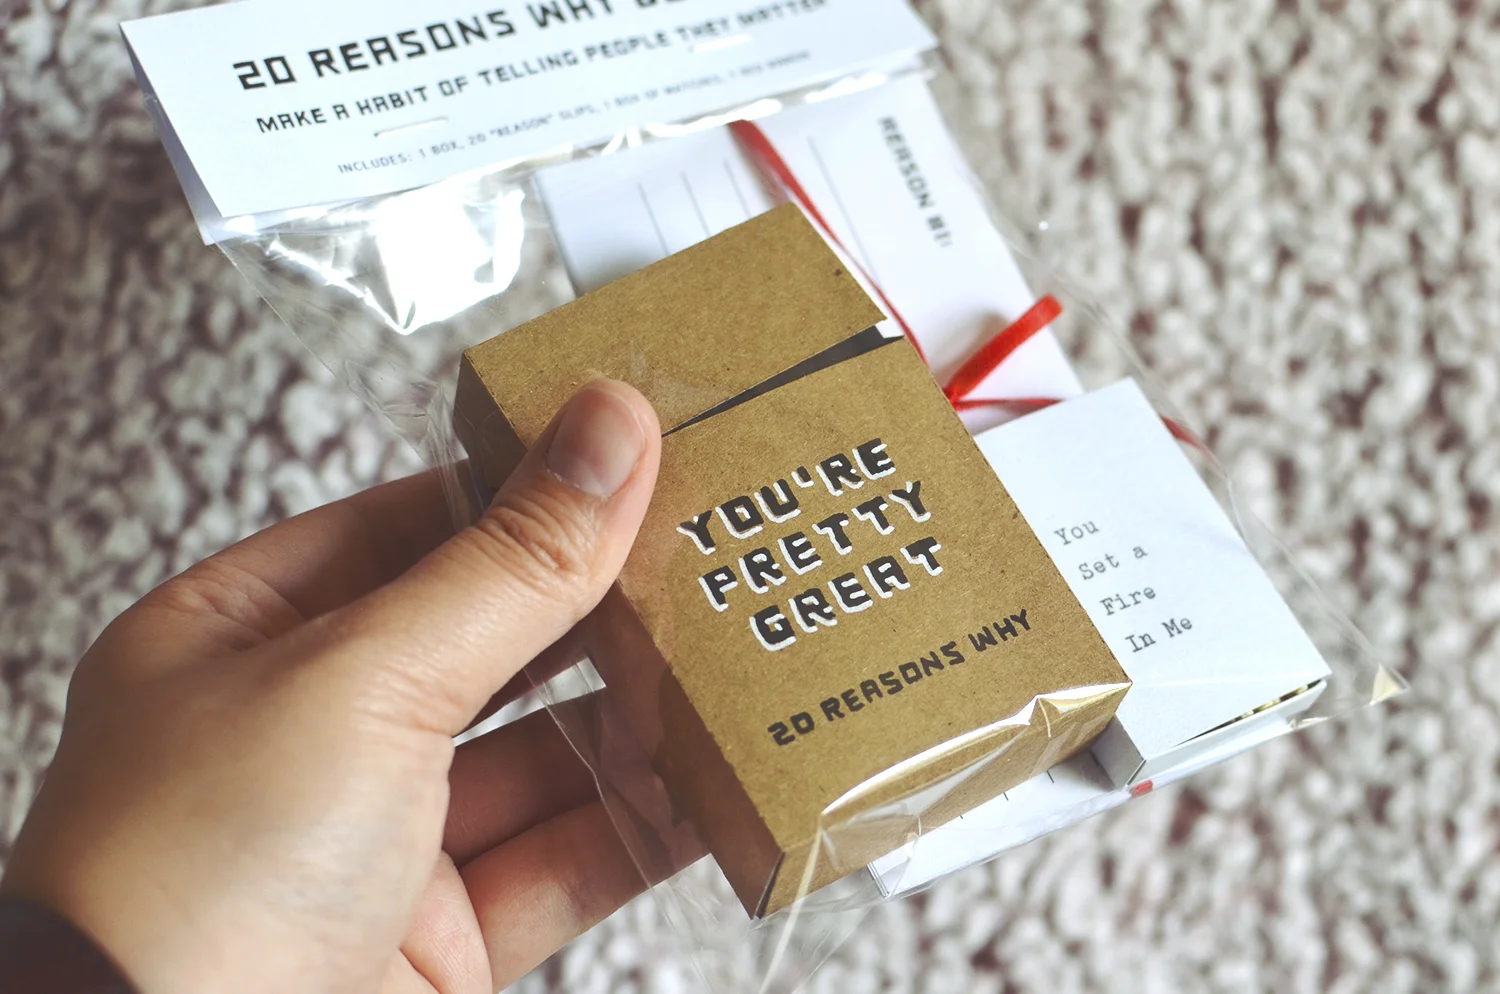 20 REASONS WHY
MAKE A HABIT OF TELLING PEOPLE THEY MATTER
INCLUDES: 1 BOX, 20 "REASON" SLIPS, 1 BOX OF MATCHES, 1 RED RIBBON
REASON
YOU'RE
PRETTY
GREAT
20 REASONS WHY
You
Set a
Fire
In Me